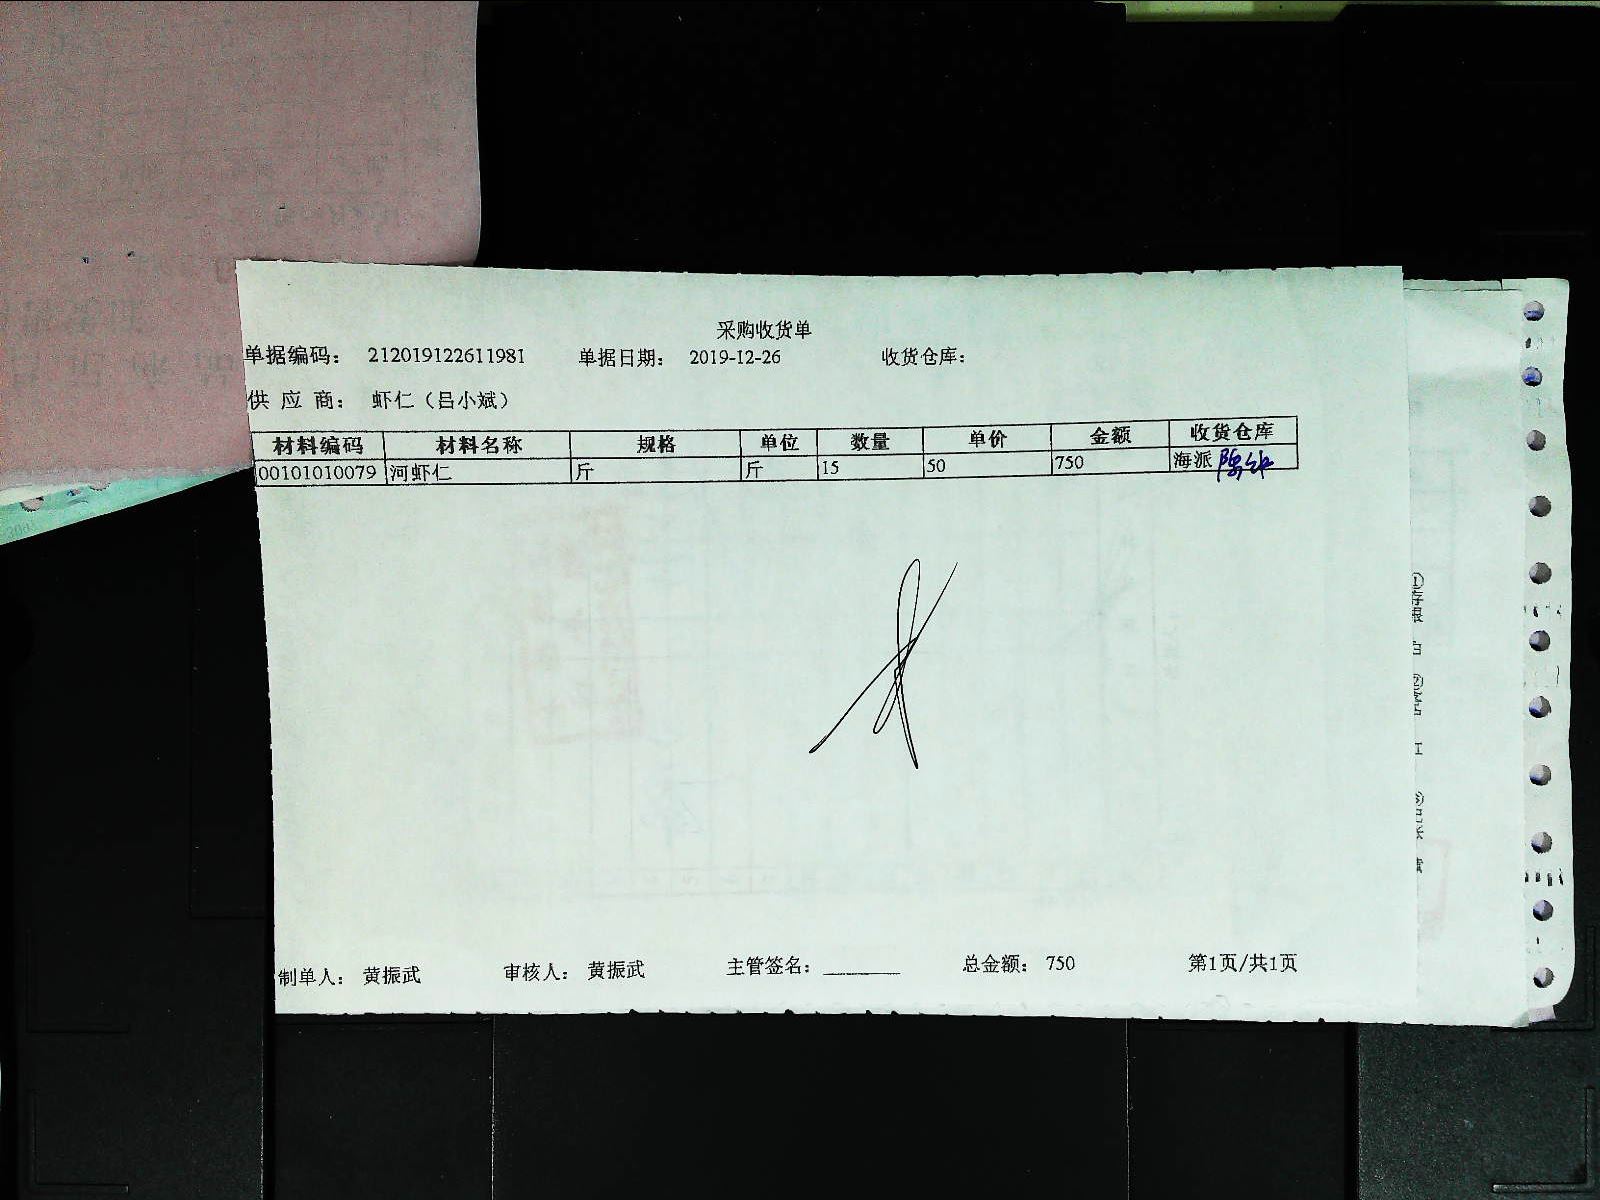 采购收货单
单据编码： 212019122611981 单据日期： 2019-12-26 收货仓库：
供 应 商： 虾仁（吕小斌）
材料编码 材料名称 规格 单位 数量 单价 金额 收货仓库
00101010079 河虾仁 斤 斤 15 50 750 海派
制单人： 黄振武 审核人： 黄振武 主管签名： 总金额： 750 第1页/共1页